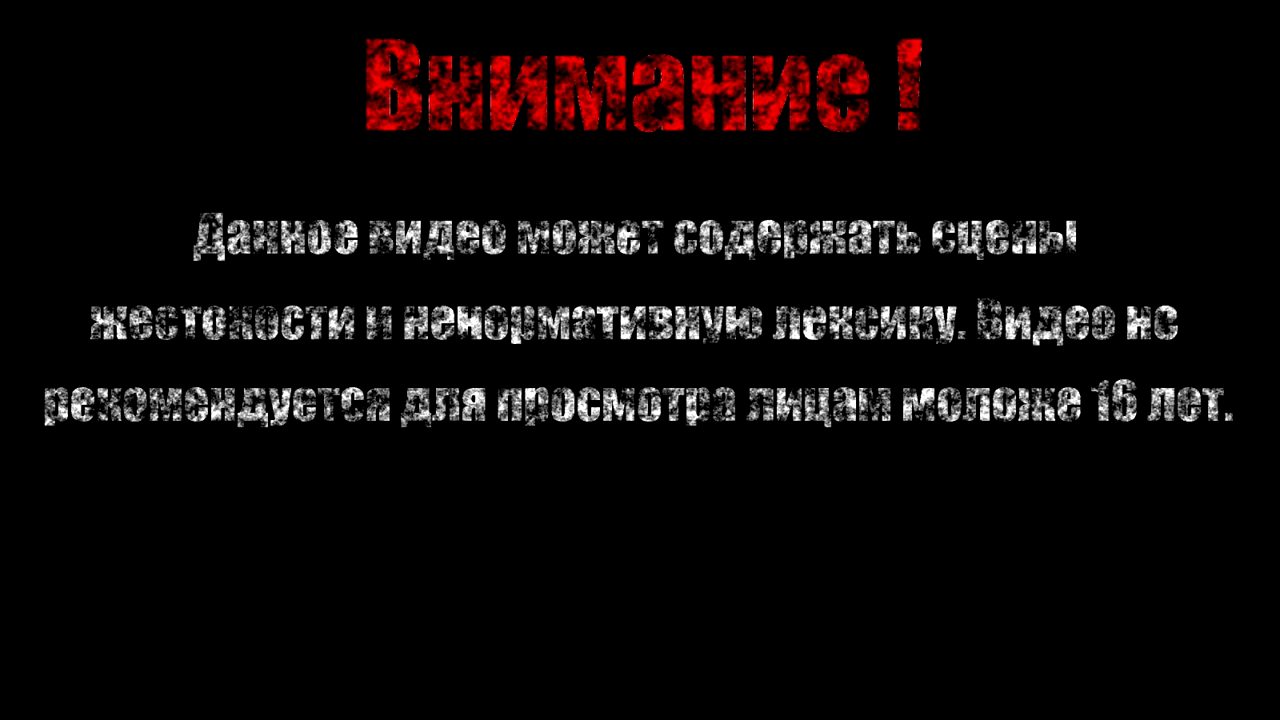 Внимание !
Данное видео может содержать сцены
жестокости и ненормативную лексику. Видео не
рекомендуется для просмотра лицам моложе 16 лет.